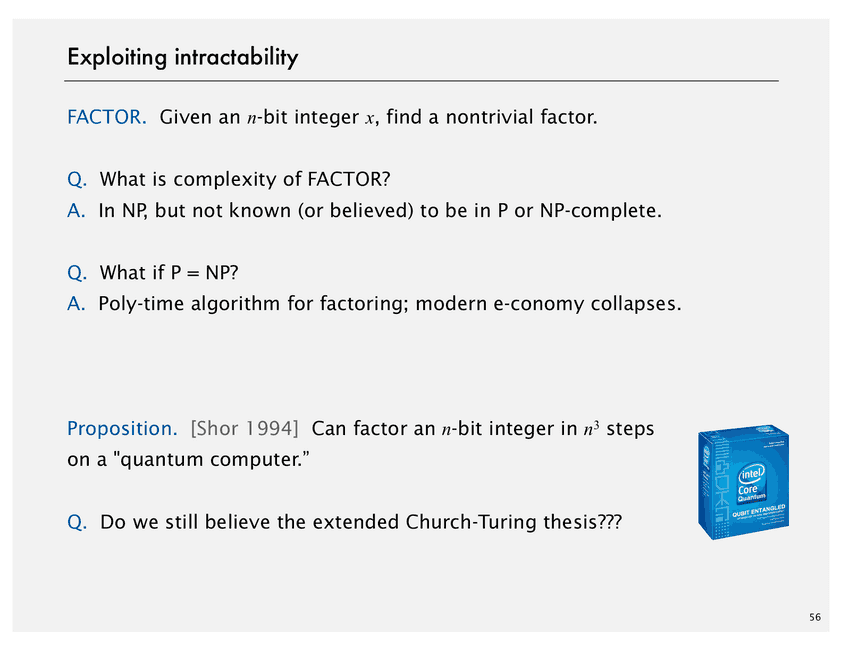 Exploiting intractability
FACTOR. Given an n-bit integer x, find a nontrivial factor.
Q. What is complexity of FACTOR?
A. In NP, but not known (or believed) to be in P or NP-complete.
Q. What if P = NP?
A. Poly-time algorithm for factoring; modern e-conomy collapses.
Proposition. [Shor 1994] Can factor an n-bit integer in n³ steps
on a "quantum computer.”
Q. Do we still believe the extended Church-Turing thesis???
intel
Core
Quantum
QUBIT ENTANGLED
56